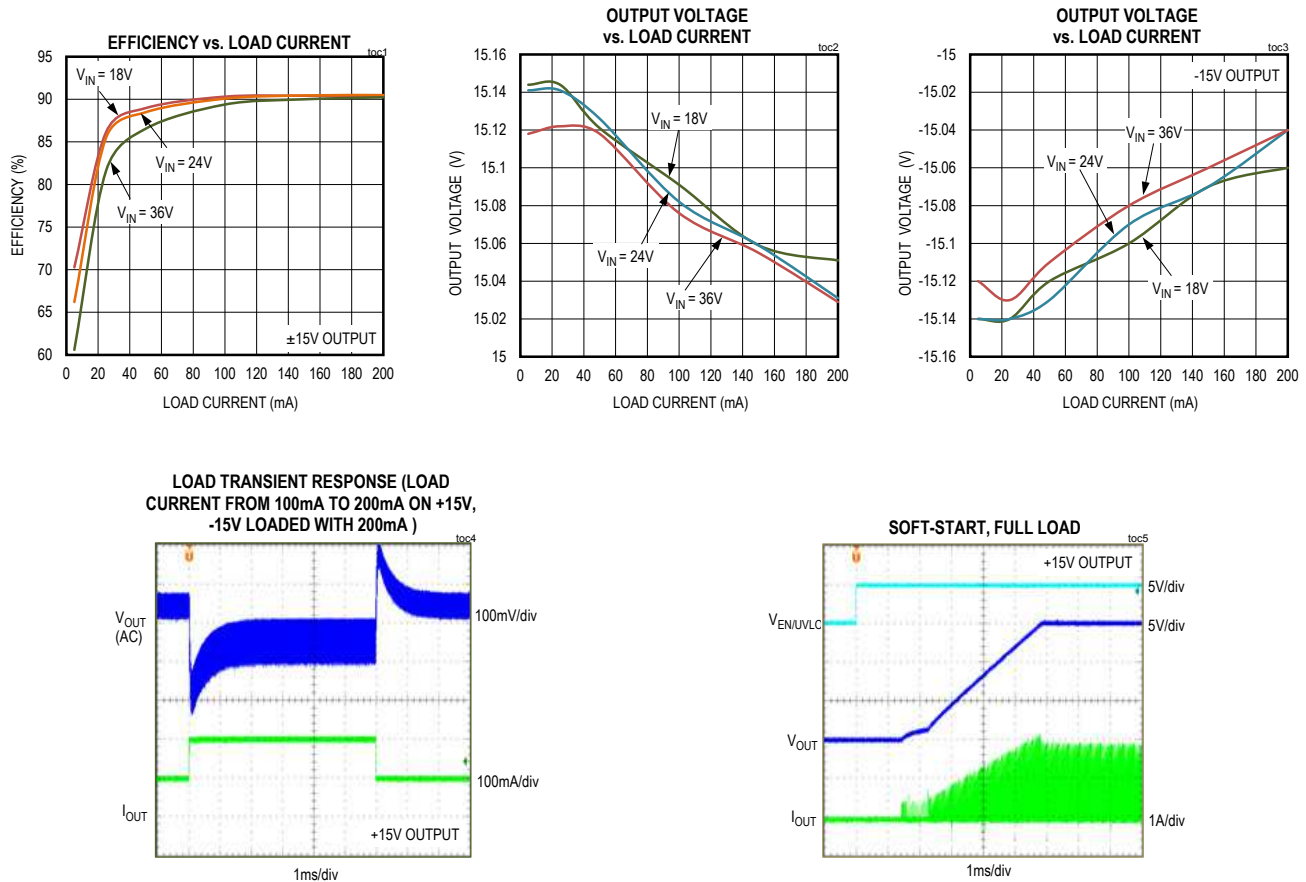 EFFICIENCY vs. LOAD CURRENT
toc1
EFFICIENCY (%)
95
90
85
80
75
70
65
60
V_IN = 18V
V_IN = 24V
V_IN = 36V
±15V OUTPUT
0 20 40 60 80 100 120 140 160 180 200
LOAD CURRENT (mA)
OUTPUT VOLTAGE
vs. LOAD CURRENT
toc2
OUTPUT VOLTAGE (V)
15.16
15.14
15.12
15.1
15.08
15.06
15.04
15.02
15
V_IN = 18V
V_IN = 24V
V_IN = 36V
0 20 40 60 80 100 120 140 160 180 200
LOAD CURRENT (mA)
OUTPUT VOLTAGE
vs. LOAD CURRENT
toc3
OUTPUT VOLTAGE (V)
-15
-15.02
-15.04
-15.06
-15.08
-15.1
-15.12
-15.14
-15.16
-15V OUTPUT
V_IN = 36V
V_IN = 24V
V_IN = 18V
0 20 40 60 80 100 120 140 160 180 200
LOAD CURRENT (mA)
LOAD TRANSIENT RESPONSE (LOAD
CURRENT FROM 100mA TO 200mA ON +15V,
-15V LOADED WITH 200mA )
toc4
V_OUT
(AC)
100mV/div
100mA/div
I_OUT
+15V OUTPUT
1ms/div
SOFT-START, FULL LOAD
toc5
+15V OUTPUT
5V/div
V_EN/UVLO
5V/div
V_OUT
I_OUT
1A/div
1ms/div